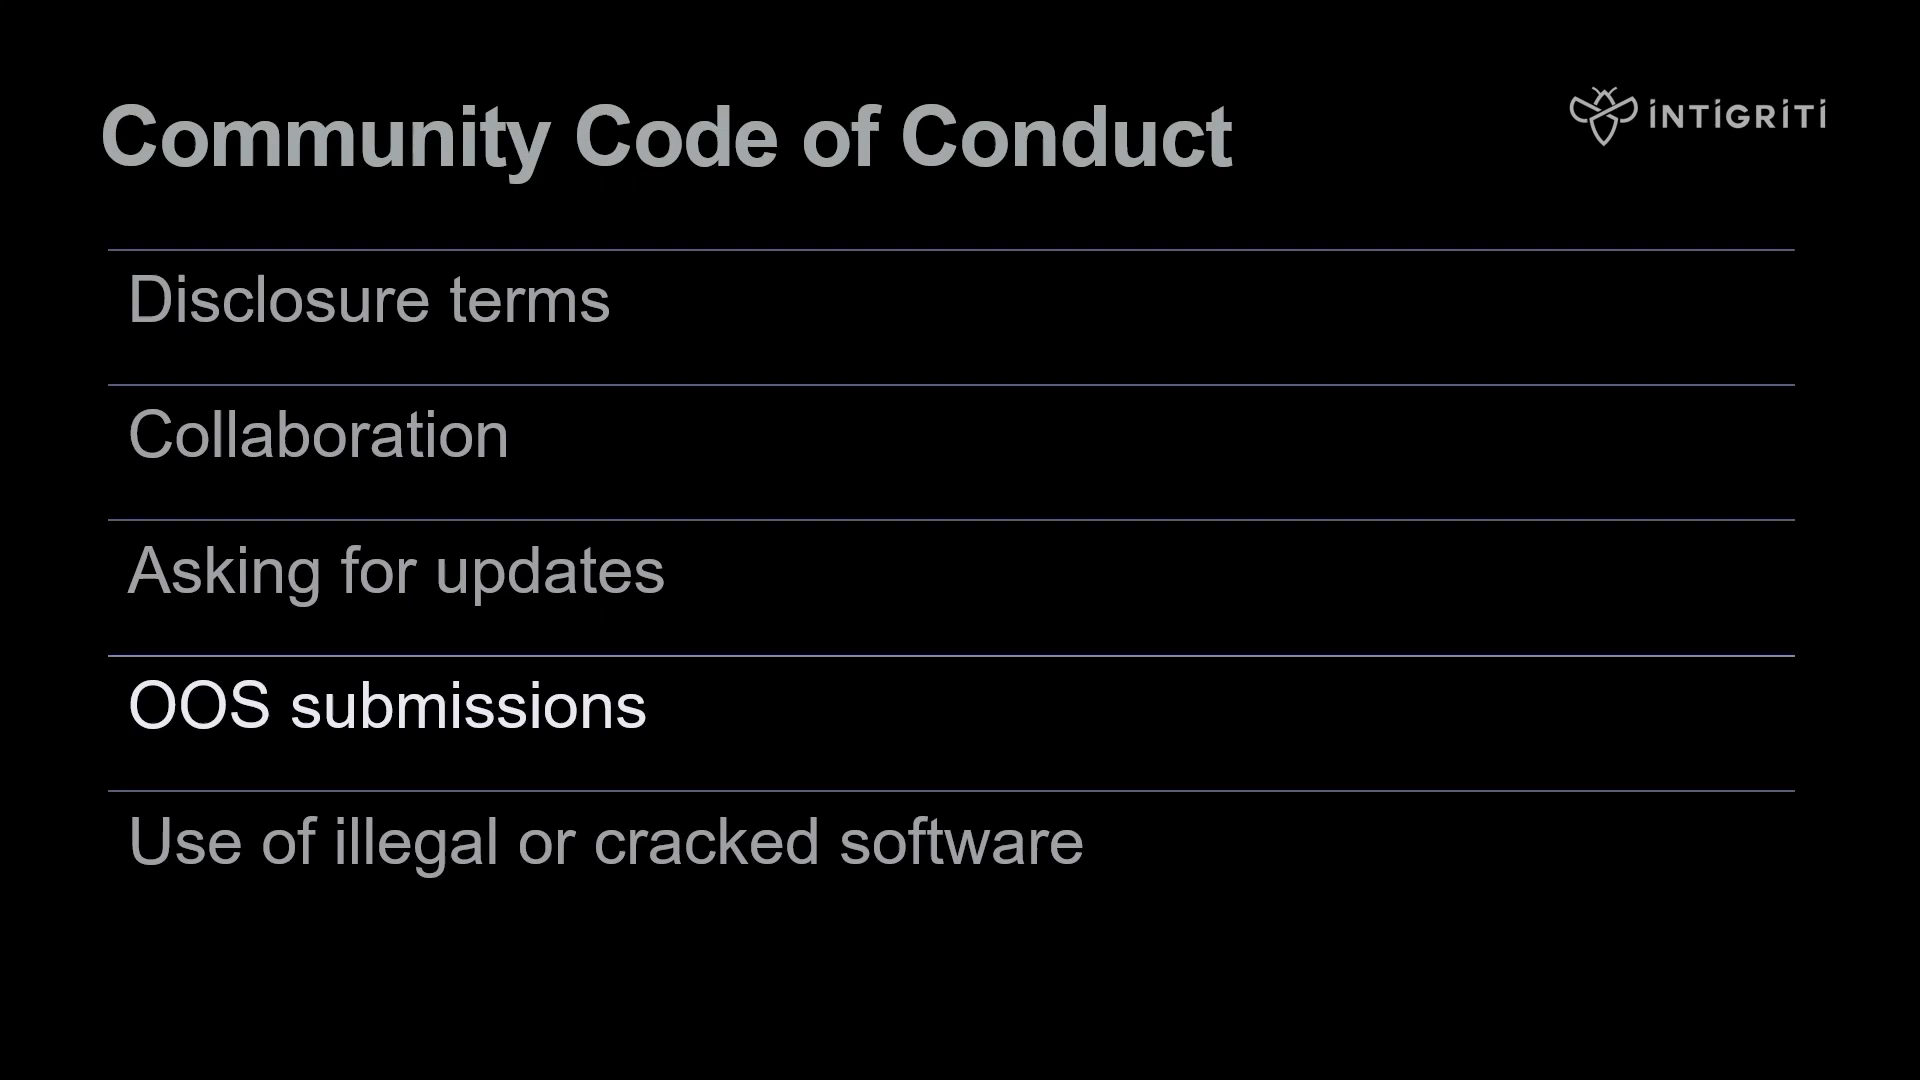 Community Code of Conduct
INTIGRITI
Disclosure terms
Collaboration
Asking for updates
OOS submissions
Use of illegal or cracked software